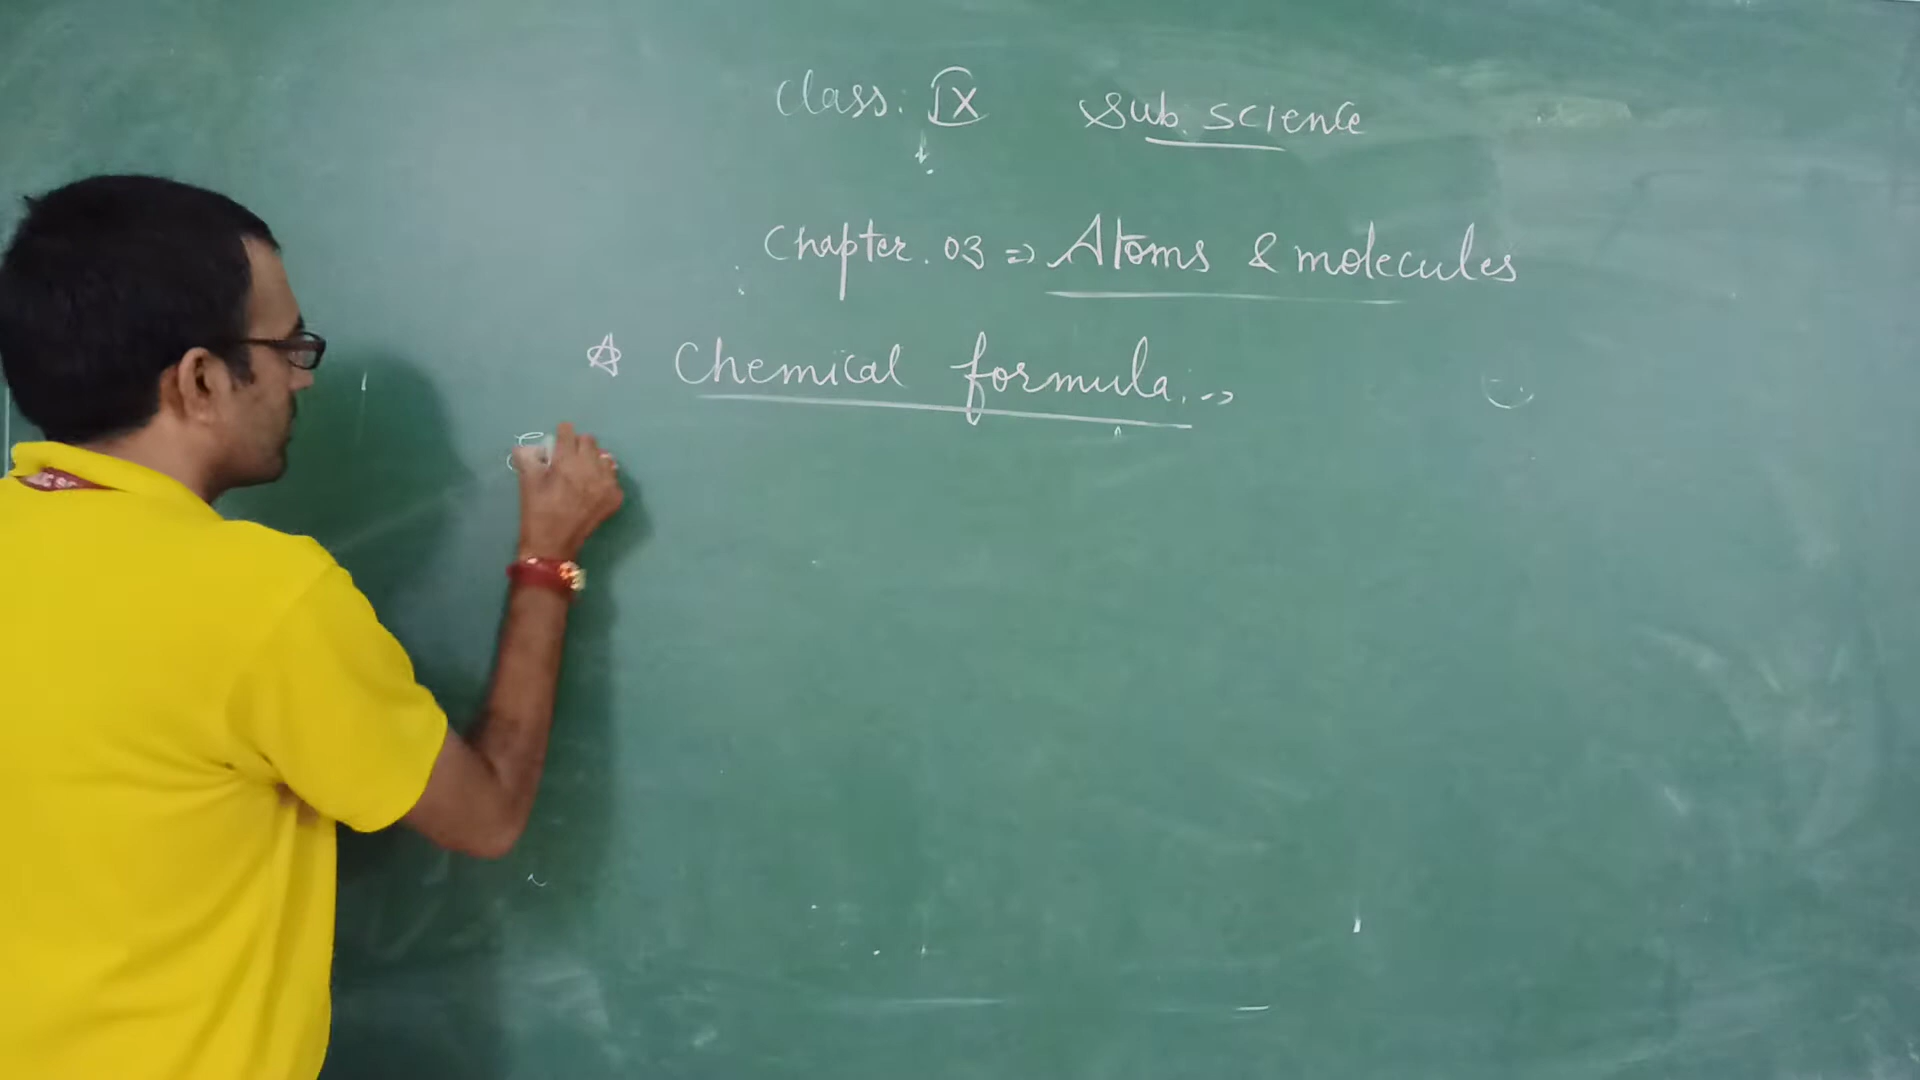 Class: IX Sub. Science
Chapter. 03 => Atoms & molecules
☆ Chemical formula. ->